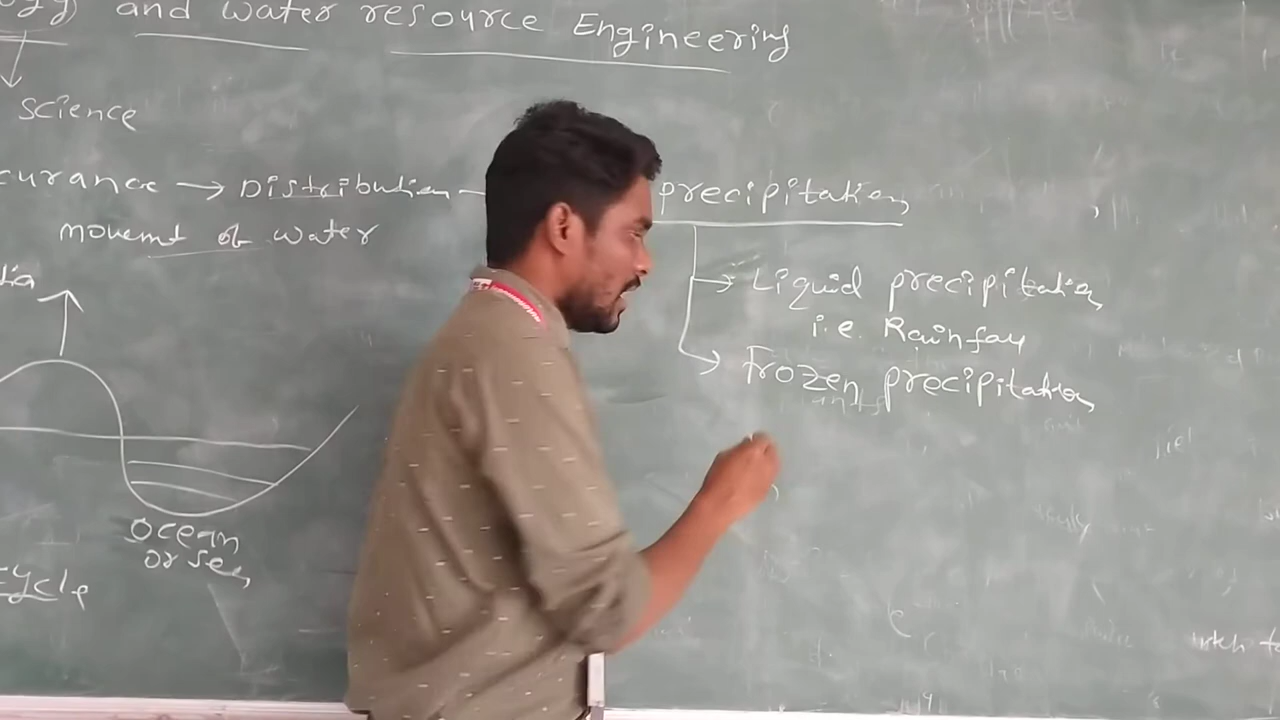 and water resource Engineering
science
curance → Distribution
precipitation
movemt of water
→ Liquid precipitation
i.e. Rainfall
→ Frozen precipitation
ocean
or sea
cycle